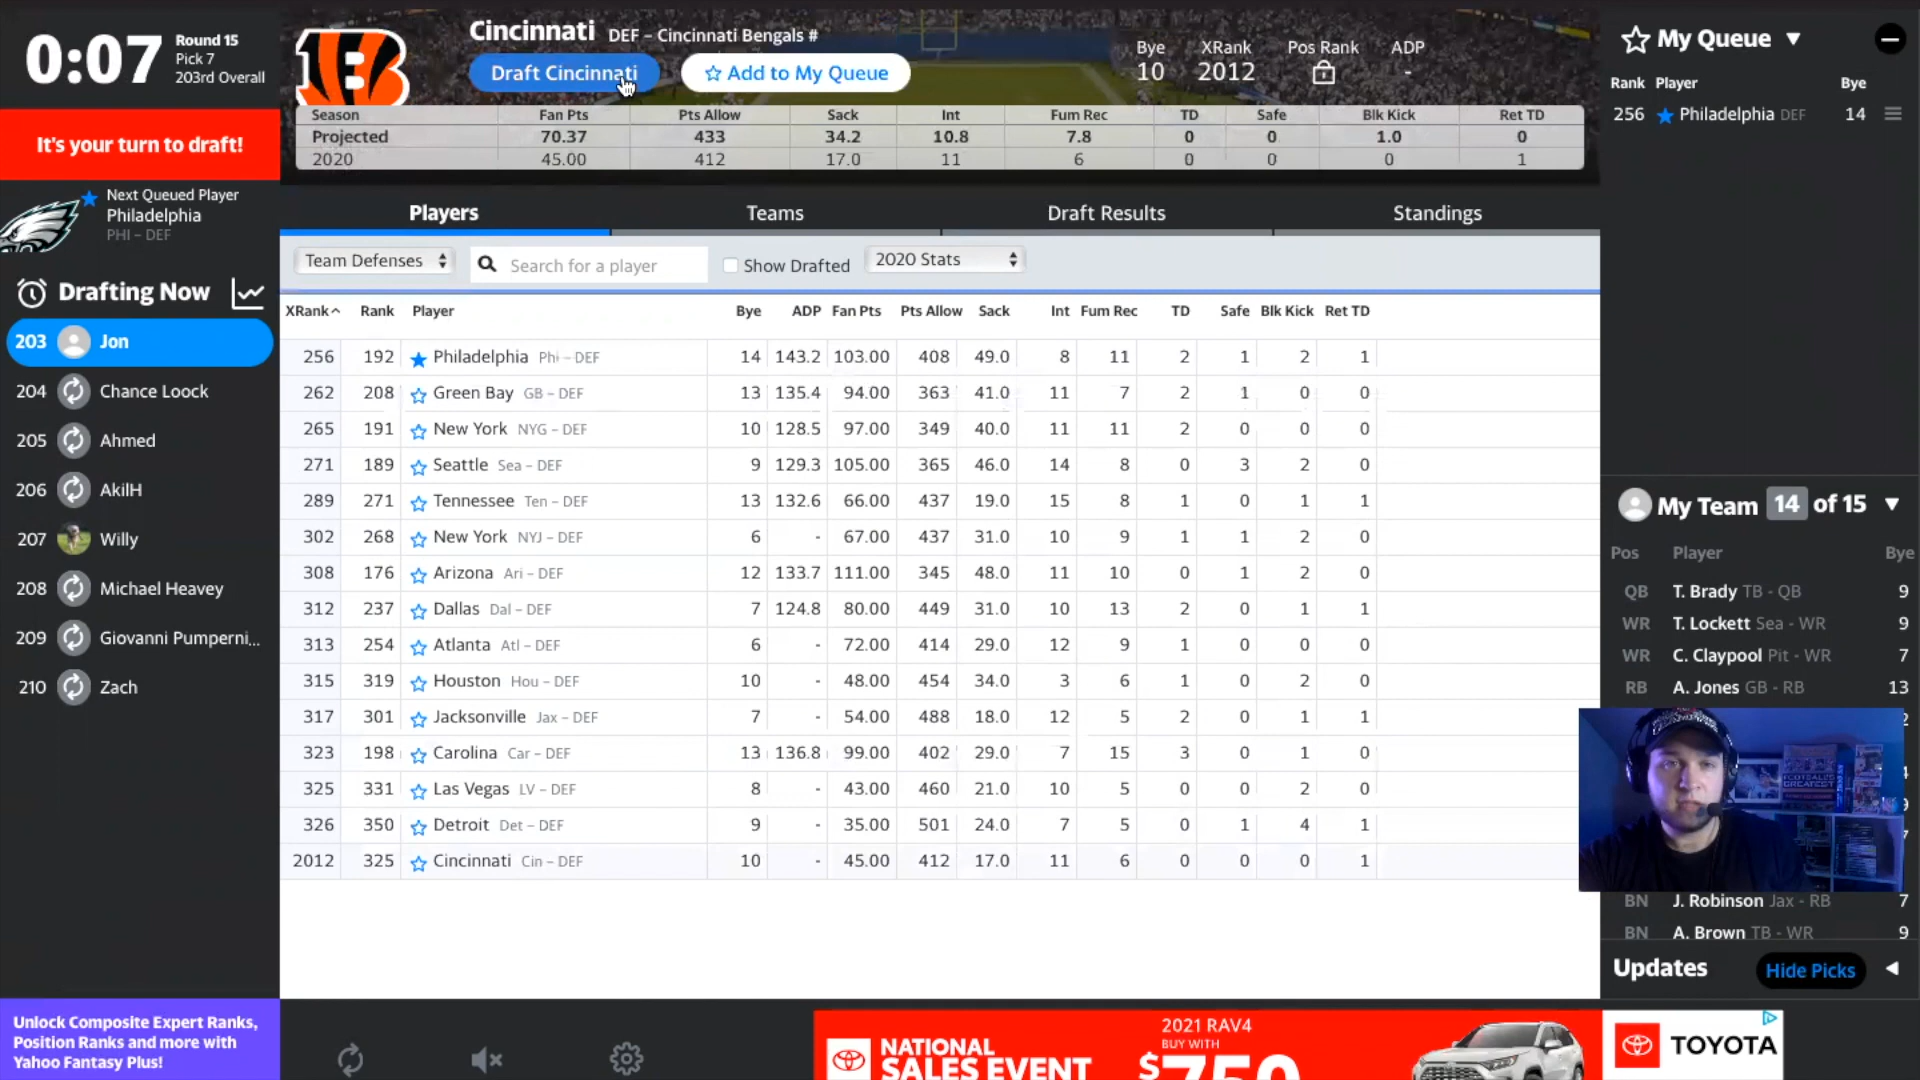 0:07
Round 15
Pick 7
203rd Overall
It's your turn to draft!
Next Queued Player
Philadelphia
PHI – DEF
Drafting Now
203 Jon
204 Chance Loock
205 Ahmed
206 AkilH
207 Willy
208 Michael Heavey
209 Giovanni Pumperni...
210 Zach
Unlock Composite Expert Ranks,
Position Ranks and more with
Yahoo Fantasy Plus!
Cincinnati DEF – Cincinnati Bengals #
Draft Cincinnati Add to My Queue
Bye XRank Pos Rank ADP
10 2012 -
Season Fan Pts Pts Allow Sack Int Fum Rec TD Safe Blk Kick Ret TD
Projected 70.37 433 34.2 10.8 7.8 0 0 1.0 0
2020 45.00 412 17.0 11 6 0 0 0 1
Players Teams Draft Results Standings
Team Defenses Search for a player Show Drafted 2020 Stats
XRank^ Rank Player Bye ADP Fan Pts Pts Allow Sack Int Fum Rec TD Safe Blk Kick Ret TD
256 192 Philadelphia Phi – DEF 14 143.2 103.00 408 49.0 8 11 2 1 2 1
262 208 Green Bay GB – DEF 13 135.4 94.00 363 41.0 11 7 2 1 0 0
265 191 New York NYG – DEF 10 128.5 97.00 349 40.0 11 11 2 0 0 0
271 189 Seattle Sea – DEF 9 129.3 105.00 365 46.0 14 8 0 3 2 0
289 271 Tennessee Ten – DEF 13 132.6 66.00 437 19.0 15 8 1 0 1 1
302 268 New York NYJ – DEF 6 - 67.00 437 31.0 10 9 1 1 2 0
308 176 Arizona Ari – DEF 12 133.7 111.00 345 48.0 11 10 0 1 2 0
312 237 Dallas Dal – DEF 7 124.8 80.00 449 31.0 10 13 2 0 1 1
313 254 Atlanta Atl – DEF 6 - 72.00 414 29.0 12 9 1 0 0 0
315 319 Houston Hou – DEF 10 - 48.00 454 34.0 3 6 1 0 2 0
317 301 Jacksonville Jax – DEF 7 - 54.00 488 18.0 12 5 2 0 1 1
323 198 Carolina Car – DEF 13 136.8 99.00 402 29.0 7 15 3 0 1 0
325 331 Las Vegas LV – DEF 8 - 43.00 460 21.0 10 5 0 0 2 0
326 350 Detroit Det – DEF 9 - 35.00 501 24.0 7 5 0 1 4 1
2012 325 Cincinnati Cin – DEF 10 - 45.00 412 17.0 11 6 0 0 0 1
My Queue
Rank Player Bye
256 Philadelphia DEF 14
My Team 14 of 15
Pos Player Bye
QB T. Brady TB - QB 9
WR T. Lockett Sea - WR 9
WR C. Claypool Pit - WR 7
RB A. Jones GB - RB 13
FOOTBALL'S
GREATEST
BN J. Robinson Jax - RB 7
BN A. Brown TB - WR 9
Updates Hide Picks
NATIONAL
SALES EVENT
2021 RAV4
BUY WITH
$750
TOYOTA